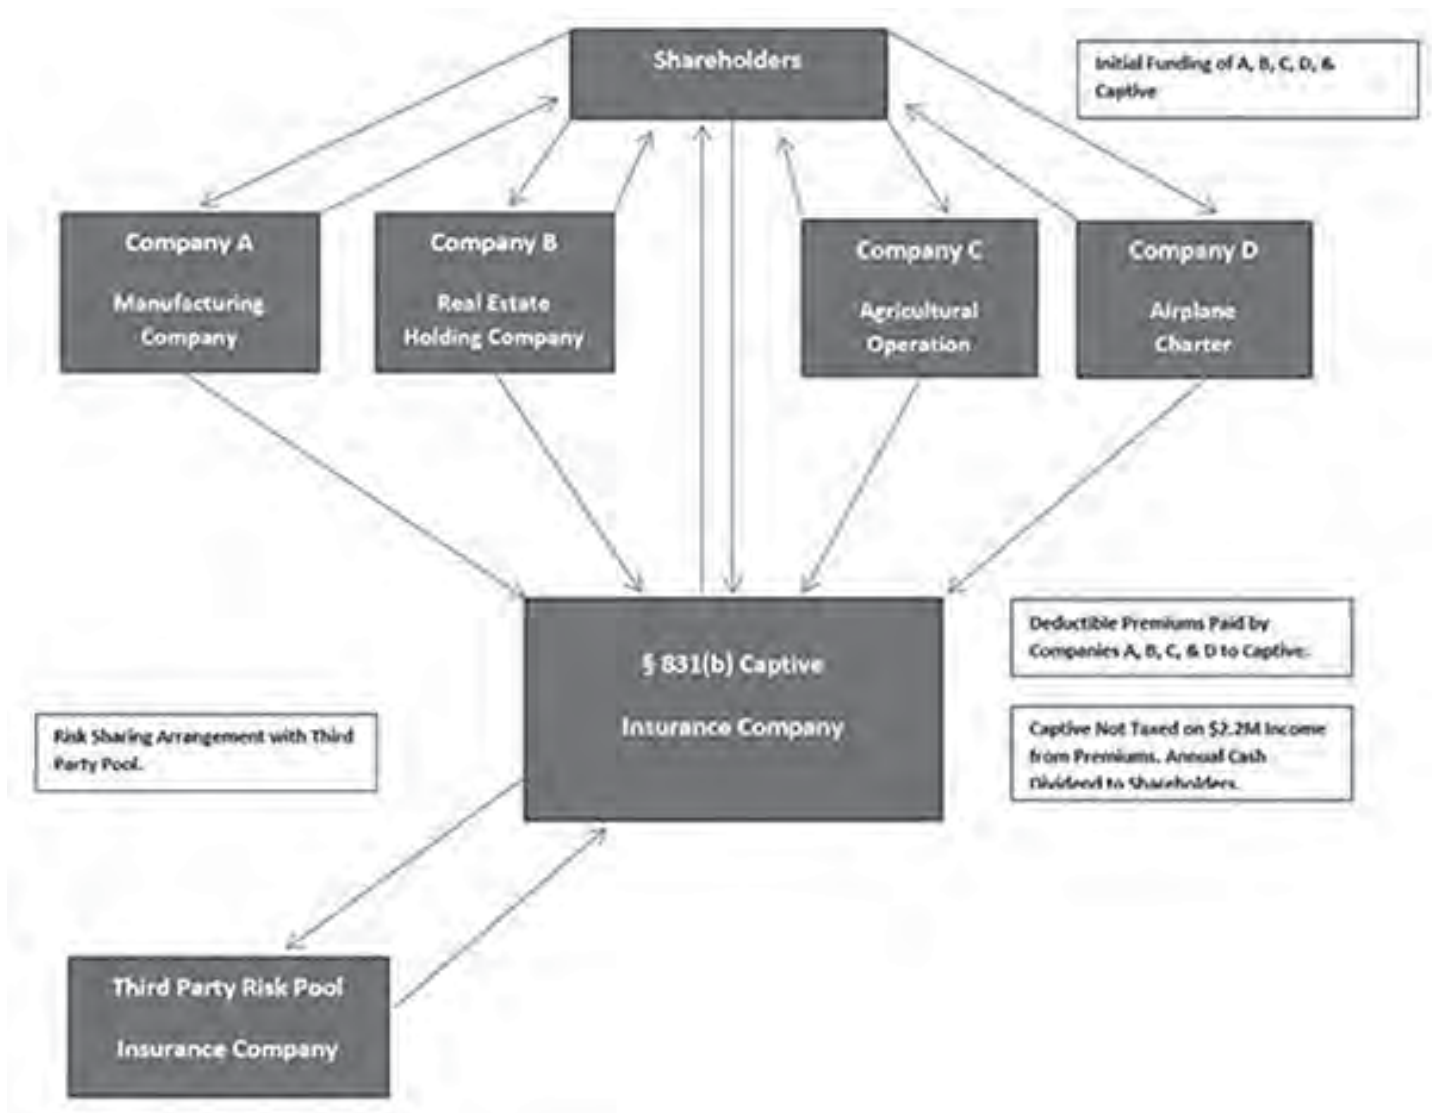 Shareholders
Initial Funding of A, B, C, D, &
Captive
Company A
Manufacturing
Company
Company B
Real Estate
Holding Company
Company C
Agricultural
Operation
Company D
Airplane
Charter
§ 831(b) Captive
Insurance Company
Deductible Premiums Paid by
Companies A, B, C, & D to Captive.
Captive Not Taxed on $2.2M Income
from Premiums. Annual Cash
Dividend to Shareholders.
Risk Sharing Arrangement with Third
Party Pool.
Third Party Risk Pool
Insurance Company